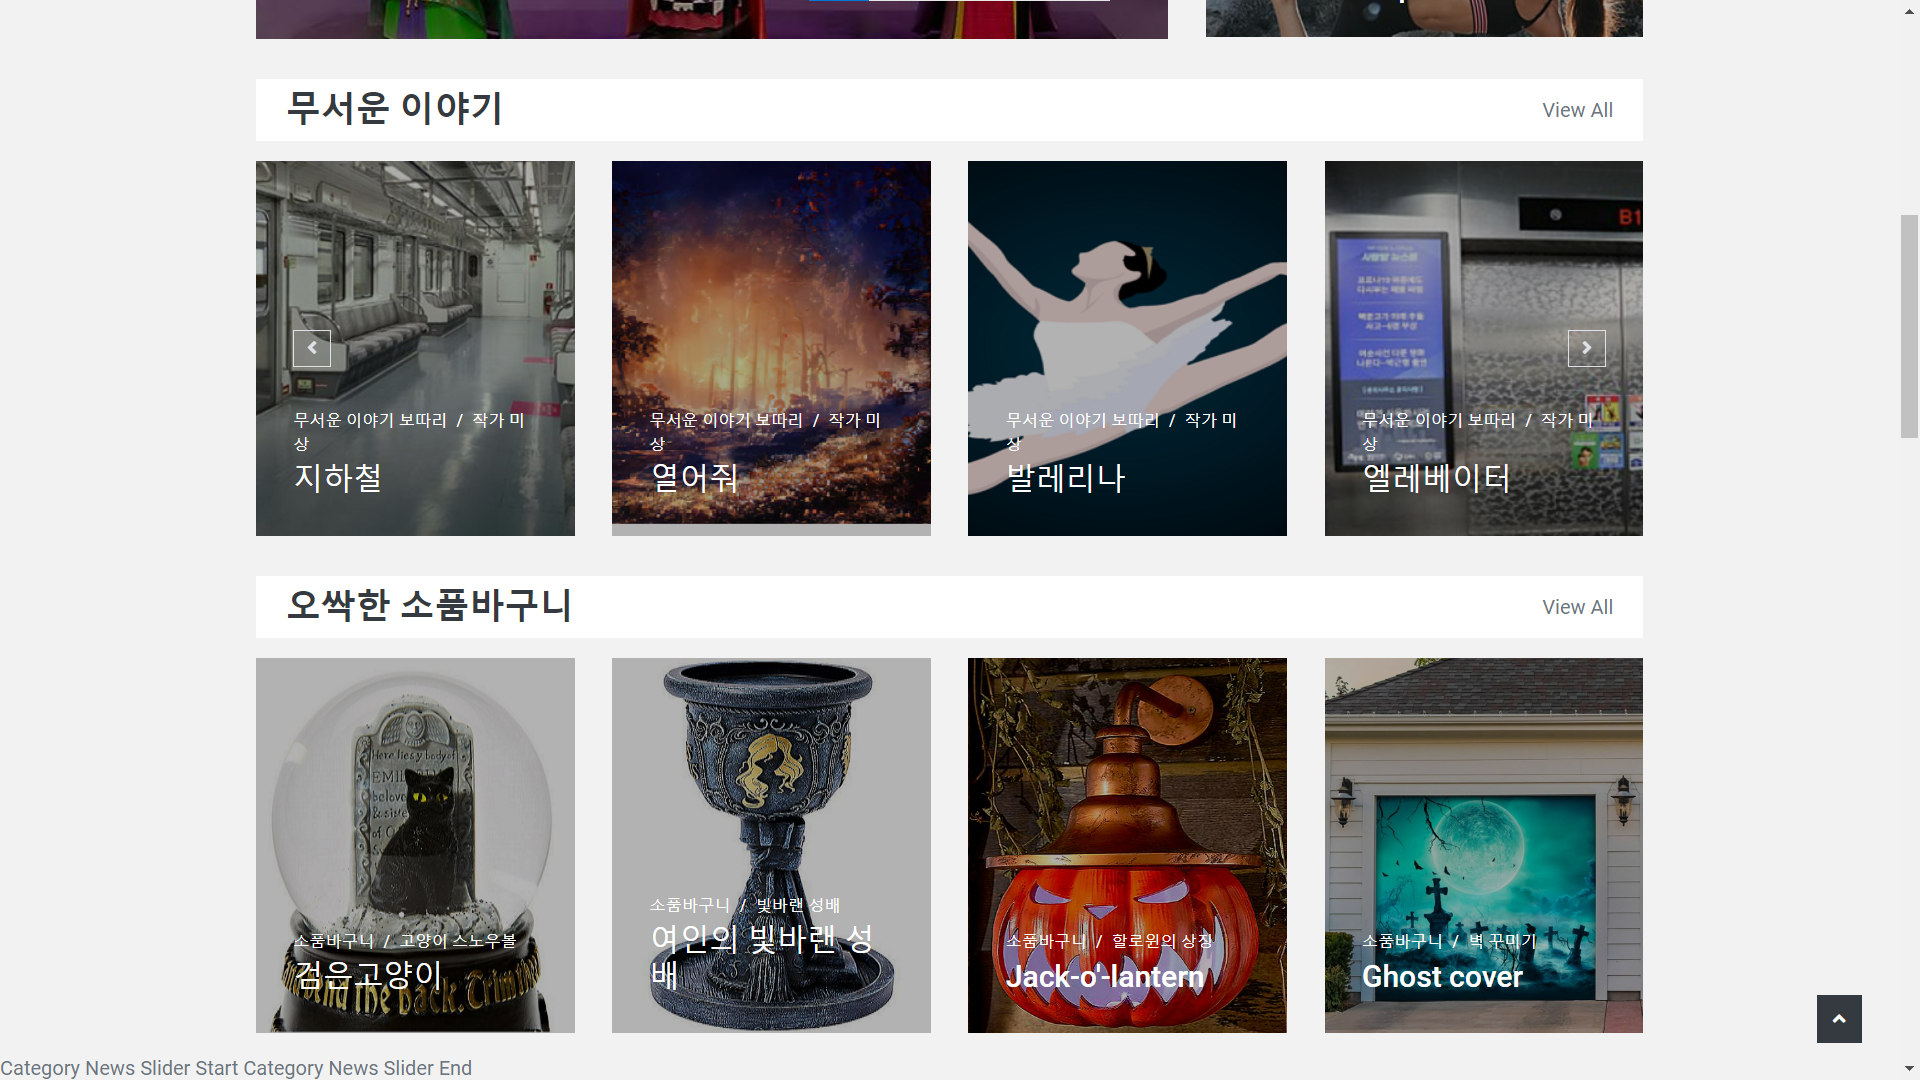 무서운 이야기
View All
B1
무서운 이야기 보따리 / 작가 미
상
지하철
무서운 이야기 보따리 / 작가 미
상
열어줘
무서운 이야기 보따리 / 작가 미
상
발레리나
무서운 이야기 보따리 / 작가 미
상
엘레베이터
오싹한 소품바구니
View All
Here lies y body of
소품바구니 / 고양이 스노우볼
검은고양이
소품바구니 / 빛바랜 성배
여인의 빛바랜 성
배
소품바구니 / 할로윈의 상징
Jack-o'-lantern
소품바구니 / 벽 꾸미기
Ghost cover
Category News Slider Start Category News Slider End